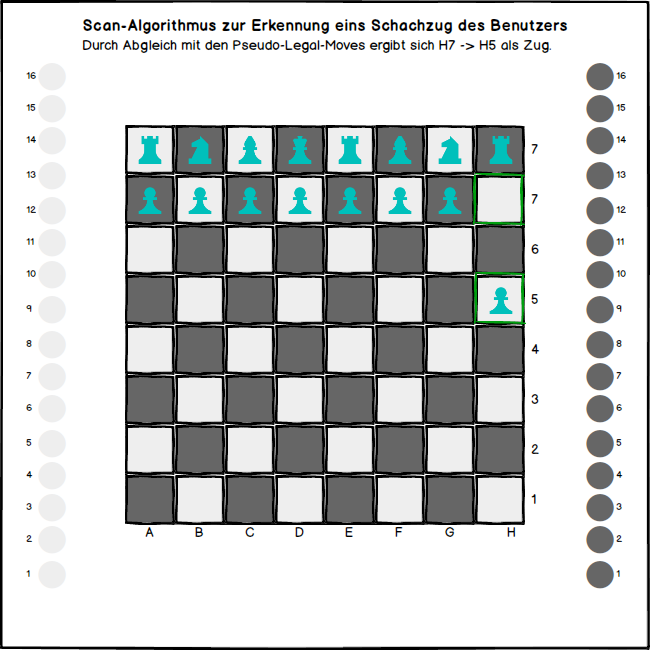 Scan-Algorithmus zur Erkennung eins Schachzug des Benutzers
Durch Abgleich mit den Pseudo-Legal-Moves ergibt sich H7 -> H5 als Zug.
16 16
15 15
14 7 14
13 13
12 7 12
11 6 11
10 10
9 5 9
8 4 8
7 7
6 3 6
5 2 5
4 4
3 1 3
A B C D E F G H
2 2
1 1